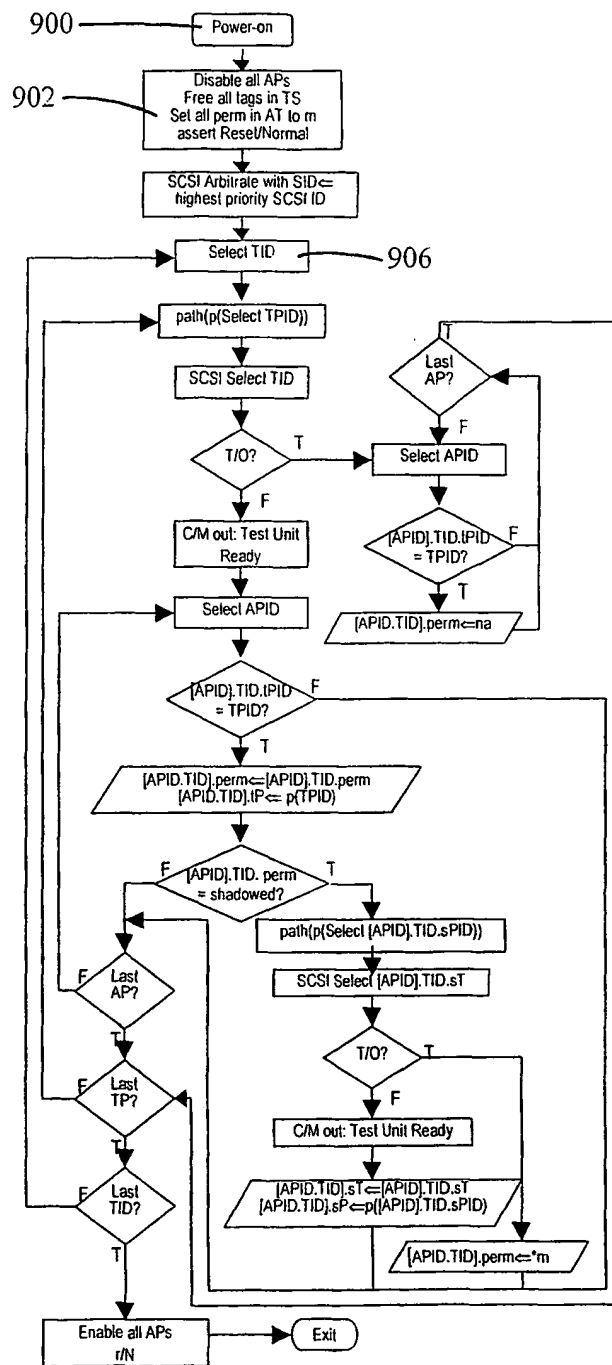 900
Power-on
902
Disable all APs
Free all tags in TS
Set all perm in AT to m
assert Reset/Normal
SCSI Arbitrate with SID⇐
highest priority SCSI ID
Select TID
906
path(p(Select TPID))
SCSI Select TID
T/O?
T
F
C/M out: Test Unit
Ready
Select APID
[APID].TID.tPID
= TPID?
F
T
[APID.TID].perm⇐[APID].TID.perm
[APID.TID].tP⇐ p(TPID)
[APID].TID. perm
= shadowed?
F
T
T
Last
AP?
F
Select APID
[APID].TID.tPID
= TPID?
F
T
[APID.TID].perm⇐na
path(p(Select [APID].TID.sPID))
SCSI Select [APID].TID.sT
T/O?
T
F
C/M out: Test Unit Ready
[APID.TID].sT⇐[APID].TID.sT
[APID.TID].sP⇐p([APID].TID.sPID)
[APID.TID].perm⇐*m
F
Last
AP?
T
F
Last
TP?
T
F
Last
TID?
T
Enable all APs
r/N
Exit